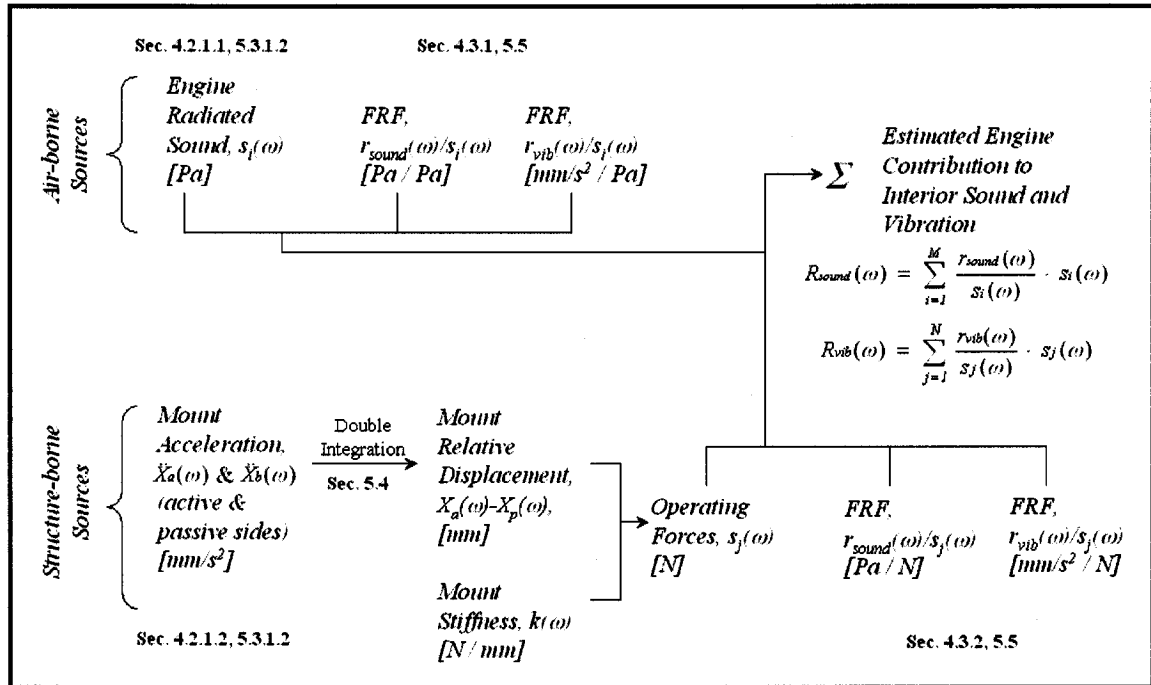 Sec. 4.2.1.1, 5.3.1.2
Sec. 4.3.1, 5.5
Air-borne
Sources
Engine
Radiated
Sound, s_i(ω)
[Pa]
FRF,
r_sound(ω)/s_i(ω)
[Pa / Pa]
FRF,
r_vib(ω)/s_i(ω)
[mm/s² / Pa]
Σ
Estimated Engine
Contribution to
Interior Sound and
Vibration
R_sound(ω) = \sum_{i=1}^{M} \frac{r_sound(ω)}{s_i(ω)} · s_i(ω)
R_vib(ω) = \sum_{j=1}^{N} \frac{r_vib(ω)}{s_j(ω)} · s_j(ω)
Structure-borne
Sources
Mount
Acceleration,
Ẍ_a(ω) & Ẍ_b(ω)
(active &
passive sides)
[mm/s²]
Double
Integration
Sec. 5.4
Mount
Relative
Displacement,
X_a(ω)-X_p(ω),
[mm]
Mount
Stiffness, k(ω)
[N / mm]
Operating
Forces, s_j(ω)
[N]
FRF,
r_sound(ω)/s_j(ω)
[Pa / N]
FRF,
r_vib(ω)/s_j(ω)
[mm/s² / N]
Sec. 4.2.1.2, 5.3.1.2
Sec. 4.3.2, 5.5